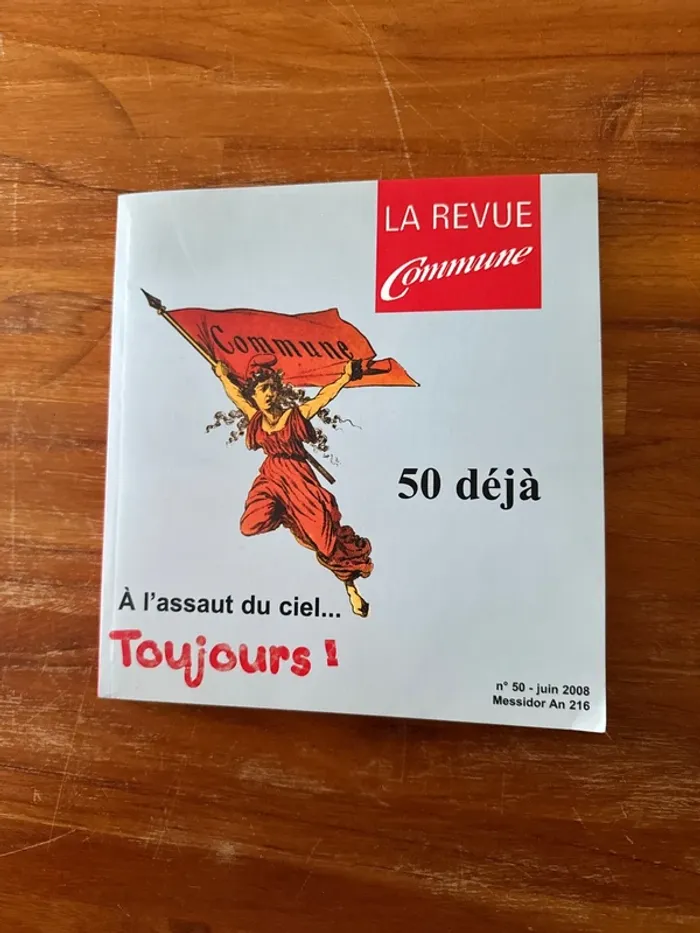 LA REVUE
Commune
Commune
50 déjà
À l’assaut du ciel...
Toujours !
n° 50 - juin 2008
Messidor An 216